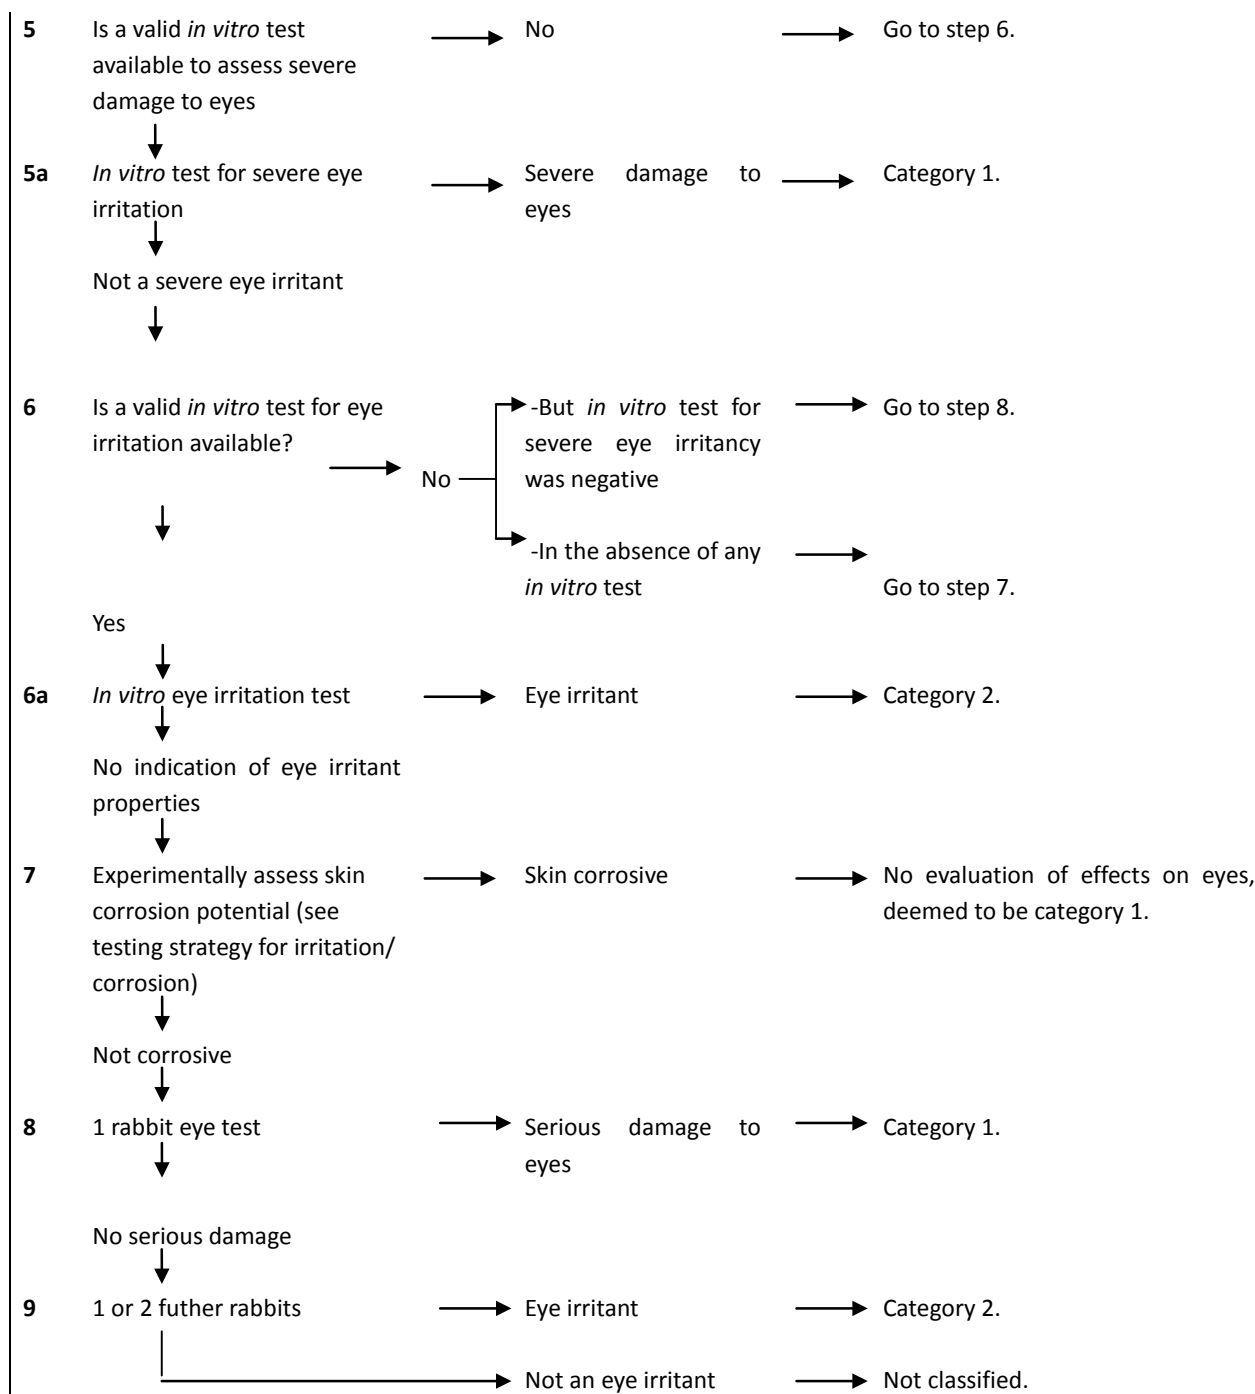 5 Is a valid in vitro test No Go to step 6.
available to assess severe
damage to eyes
5a In vitro test for severe eye Severe damage to Category 1.
irritation eyes
Not a severe eye irritant
6 Is a valid in vitro test for eye -But in vitro test for Go to step 8.
irritation available? severe eye irritancy
No was negative
-In the absence of any
in vitro test Go to step 7.
Yes
6a In vitro eye irritation test Eye irritant Category 2.
No indication of eye irritant
properties
7 Experimentally assess skin Skin corrosive No evaluation of effects on eyes,
corrosion potential (see deemed to be category 1.
testing strategy for irritation/
corrosion)
Not corrosive
8 1 rabbit eye test Serious damage to Category 1.
eyes
No serious damage
9 1 or 2 futher rabbits Eye irritant Category 2.
Not an eye irritant Not classified.